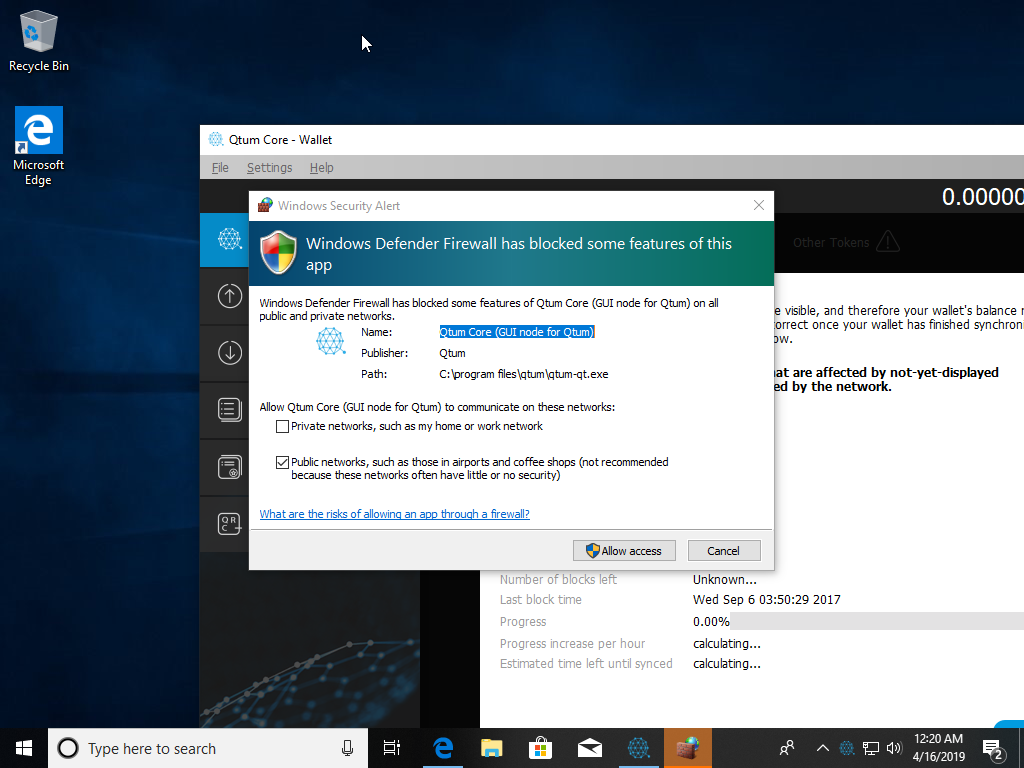 Recycle Bin
Microsoft
Edge
Qtum Core - Wallet
File Settings Help
0.00000
Other Tokens
Windows Security Alert
Windows Defender Firewall has blocked some features of this
app
Windows Defender Firewall has blocked some features of Qtum Core (GUI node for Qtum) on all
public and private networks.
Name: Qtum Core (GUI node for Qtum)
Publisher: Qtum
Path: C:\program files\qtum\qtum-qt.exe
Allow Qtum Core (GUI node for Qtum) to communicate on these networks:
Private networks, such as my home or work network
Public networks, such as those in airports and coffee shops (not recommended
because these networks often have little or no security)
What are the risks of allowing an app through a firewall?
Allow access Cancel
e visible, and therefore your wallet's balance
orrect once your wallet has finished synchroni
ow.
at are affected by not-yet-displayed
ed by the network.
QR
C
Number of blocks left Unknown...
Last block time Wed Sep 6 03:50:29 2017
Progress 0.00%
Progress increase per hour calculating...
Estimated time left until synced calculating...
Type here to search
12:20 AM
4/16/2019
2